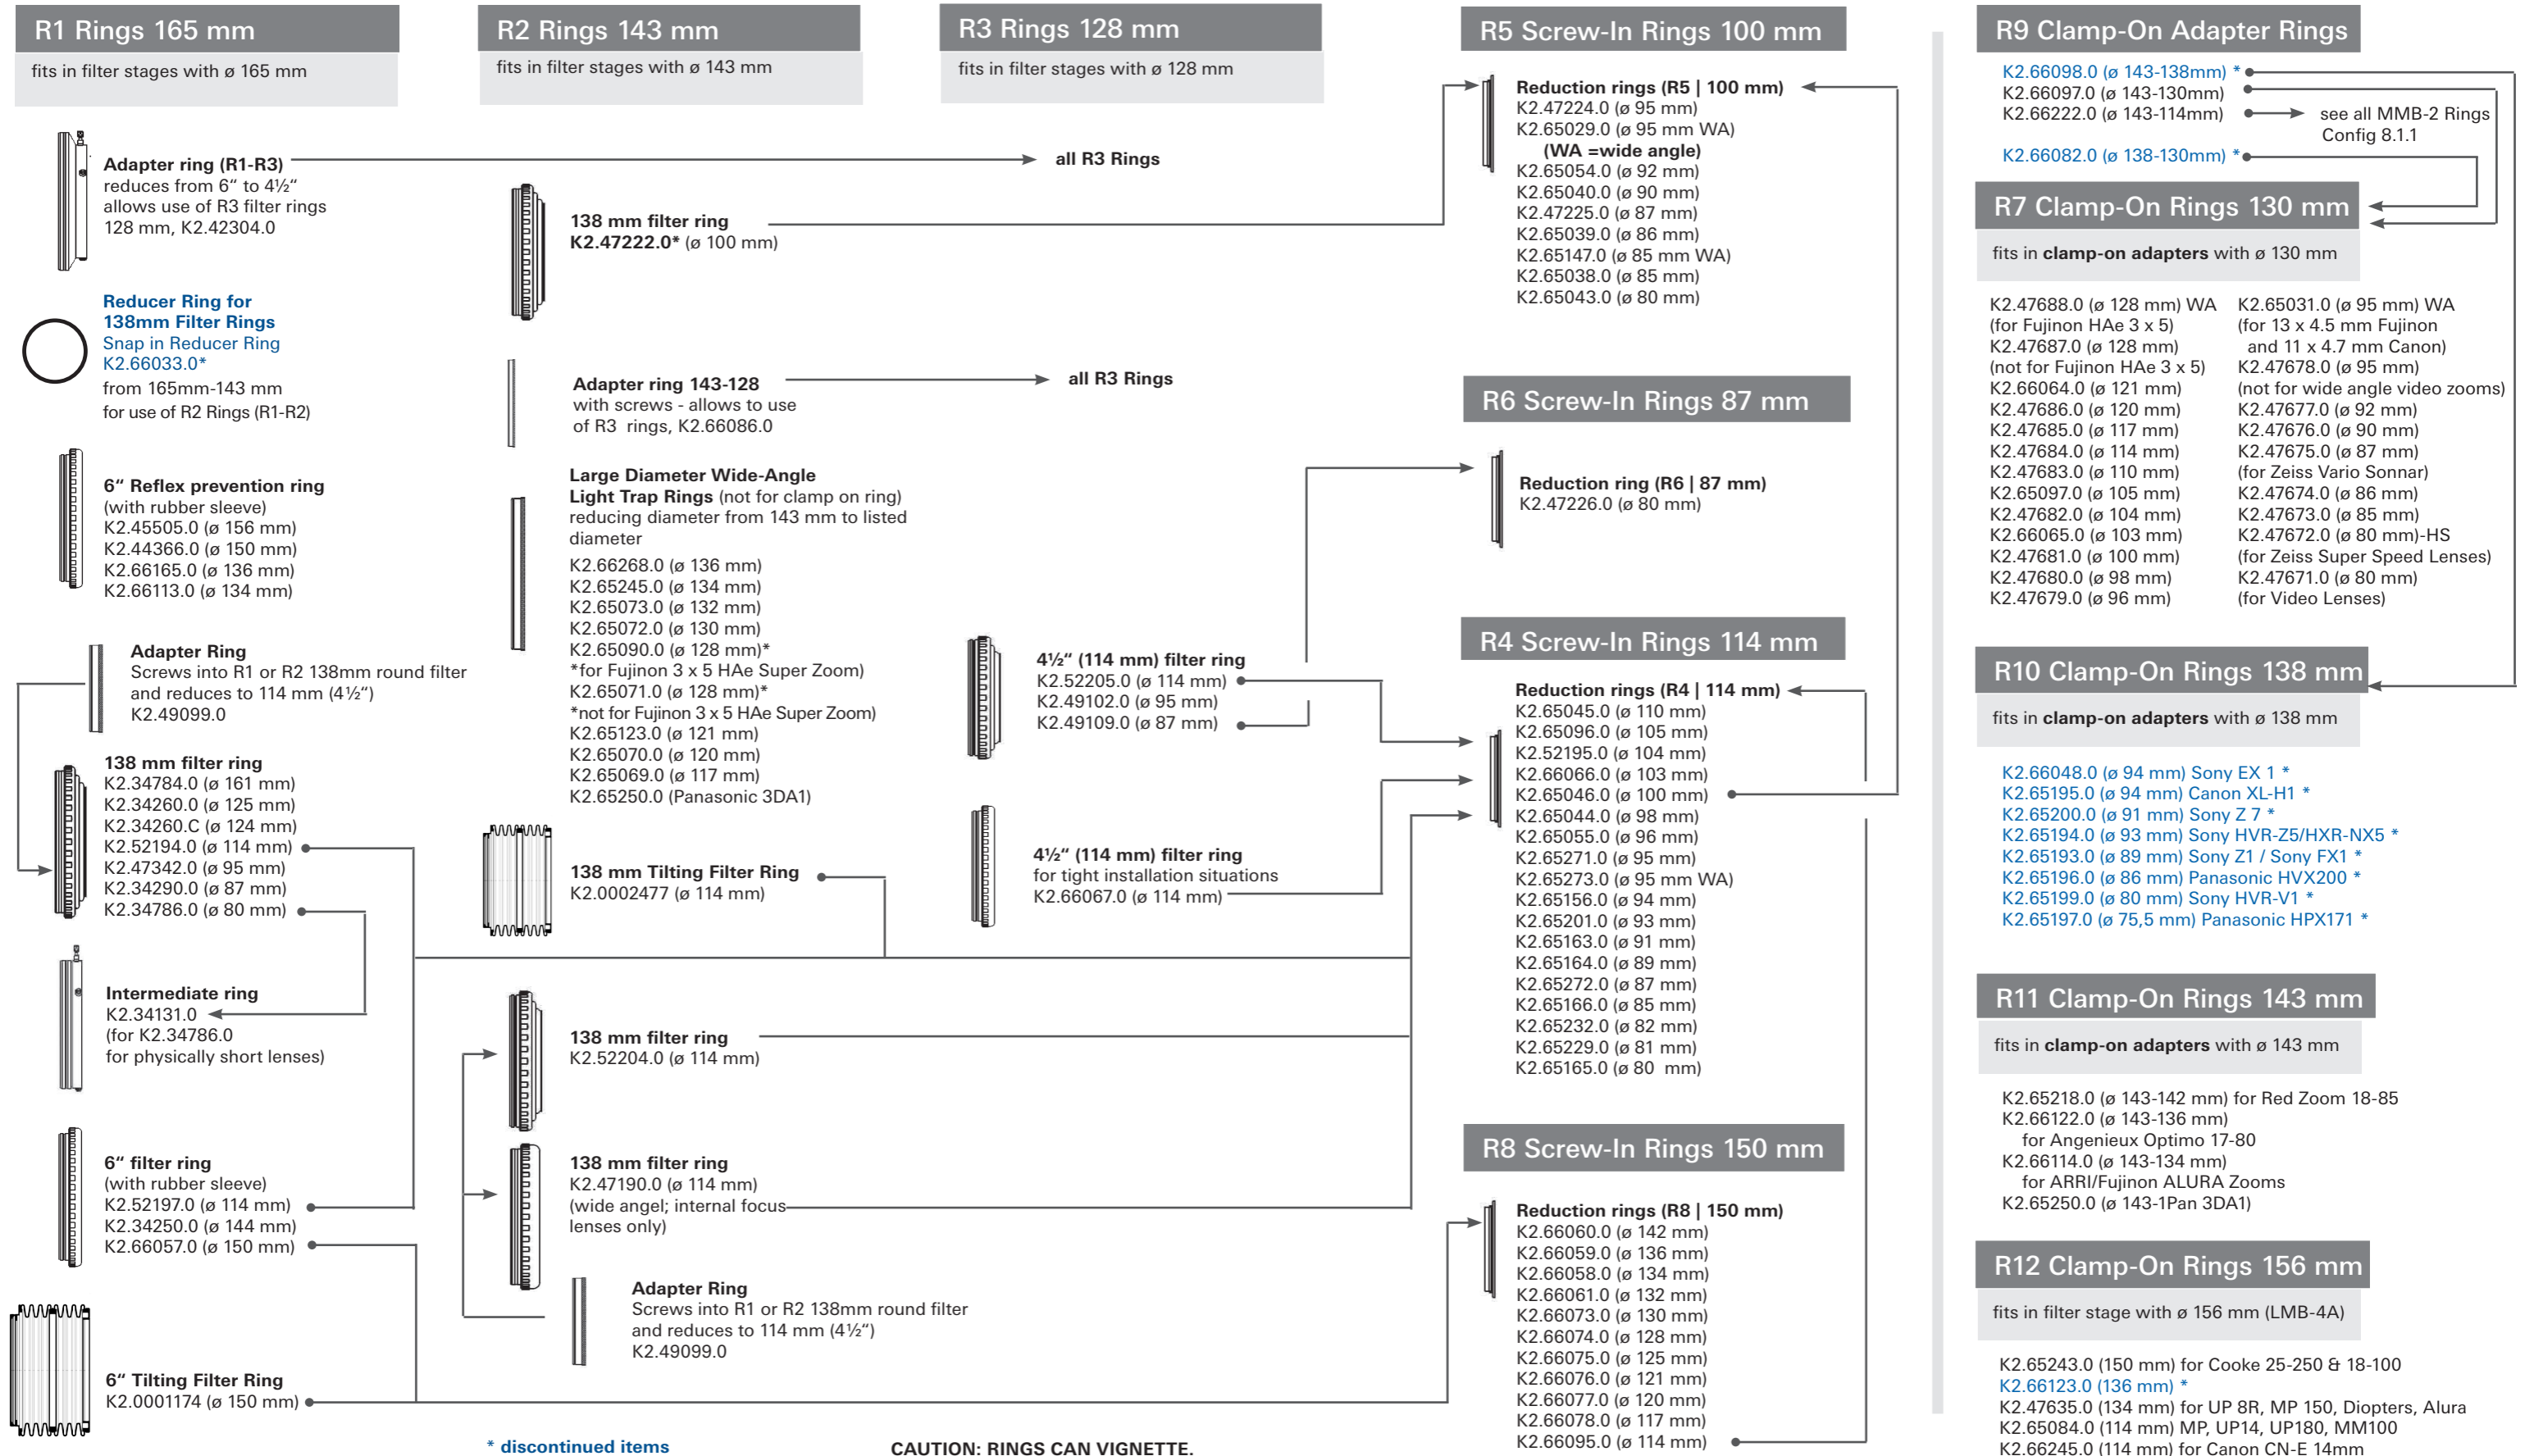 R1 Rings 165 mm
fits in filter stages with ø 165 mm
Adapter ring (R1-R3)
reduces from 6“ to 4½“
allows use of R3 filter rings
128 mm, K2.42304.0
Reducer Ring for
138mm Filter Rings
Snap in Reducer Ring
K2.66033.0*
from 165mm-143 mm
for use of R2 Rings (R1-R2)
6“ Reflex prevention ring
(with rubber sleeve)
K2.45505.0 (ø 156 mm)
K2.44366.0 (ø 150 mm)
K2.66165.0 (ø 136 mm)
K2.66113.0 (ø 134 mm)
Adapter Ring
Screws into R1 or R2 138mm round filter
and reduces to 114 mm (4½“)
K2.49099.0
138 mm filter ring
K2.34784.0 (ø 161 mm)
K2.34260.0 (ø 125 mm)
K2.34260.C (ø 124 mm)
K2.52194.0 (ø 114 mm)
K2.47342.0 (ø 95 mm)
K2.34290.0 (ø 87 mm)
K2.34786.0 (ø 80 mm)
Intermediate ring
K2.34131.0
(for K2.34786.0
for physically short lenses)
6“ filter ring
(with rubber sleeve)
K2.52197.0 (ø 114 mm)
K2.34250.0 (ø 144 mm)
K2.66057.0 (ø 150 mm)
6“ Tilting Filter Ring
K2.0001174 (ø 150 mm)
R2 Rings 143 mm
fits in filter stages with ø 143 mm
138 mm filter ring
K2.47222.0* (ø 100 mm)
Adapter ring 143-128
with screws - allows to use
of R3 rings, K2.66086.0
Large Diameter Wide-Angle
Light Trap Rings (not for clamp on ring)
reducing diameter from 143 mm to listed
diameter
K2.66268.0 (ø 136 mm)
K2.65245.0 (ø 134 mm)
K2.65073.0 (ø 132 mm)
K2.65072.0 (ø 130 mm)
K2.65090.0 (ø 128 mm)*
*for Fujinon 3 x 5 HAe Super Zoom)
K2.65071.0 (ø 128 mm)*
*not for Fujinon 3 x 5 HAe Super Zoom)
K2.65123.0 (ø 121 mm)
K2.65070.0 (ø 120 mm)
K2.65069.0 (ø 117 mm)
K2.65250.0 (Panasonic 3DA1)
138 mm Tilting Filter Ring
K2.0002477 (ø 114 mm)
138 mm filter ring
K2.52204.0 (ø 114 mm)
138 mm filter ring
K2.47190.0 (ø 114 mm)
(wide angel; internal focus
lenses only)
Adapter Ring
Screws into R1 or R2 138mm round filter
and reduces to 114 mm (4½“)
K2.49099.0
* discontinued items
R3 Rings 128 mm
fits in filter stages with ø 128 mm
all R3 Rings
all R3 Rings
4½“ (114 mm) filter ring
K2.52205.0 (ø 114 mm)
K2.49102.0 (ø 95 mm)
K2.49109.0 (ø 87 mm)
4½“ (114 mm) filter ring
for tight installation situations
K2.66067.0 (ø 114 mm)
CAUTION: RINGS CAN VIGNETTE.
R5 Screw-In Rings 100 mm
Reduction rings (R5 | 100 mm)
K2.47224.0 (ø 95 mm)
K2.65029.0 (ø 95 mm WA)
(WA =wide angle)
K2.65054.0 (ø 92 mm)
K2.65040.0 (ø 90 mm)
K2.47225.0 (ø 87 mm)
K2.65039.0 (ø 86 mm)
K2.65147.0 (ø 85 mm WA)
K2.65038.0 (ø 85 mm)
K2.65043.0 (ø 80 mm)
R6 Screw-In Rings 87 mm
Reduction ring (R6 | 87 mm)
K2.47226.0 (ø 80 mm)
R4 Screw-In Rings 114 mm
Reduction rings (R4 | 114 mm)
K2.65045.0 (ø 110 mm)
K2.65096.0 (ø 105 mm)
K2.52195.0 (ø 104 mm)
K2.66066.0 (ø 103 mm)
K2.65046.0 (ø 100 mm)
K2.65044.0 (ø 98 mm)
K2.65055.0 (ø 96 mm)
K2.65271.0 (ø 95 mm)
K2.65273.0 (ø 95 mm WA)
K2.65156.0 (ø 94 mm)
K2.65201.0 (ø 93 mm)
K2.65163.0 (ø 91 mm)
K2.65164.0 (ø 89 mm)
K2.65272.0 (ø 87 mm)
K2.65166.0 (ø 85 mm)
K2.65232.0 (ø 82 mm)
K2.65229.0 (ø 81 mm)
K2.65165.0 (ø 80 mm)
R8 Screw-In Rings 150 mm
Reduction rings (R8 | 150 mm)
K2.66060.0 (ø 142 mm)
K2.66059.0 (ø 136 mm)
K2.66058.0 (ø 134 mm)
K2.66061.0 (ø 132 mm)
K2.66073.0 (ø 130 mm)
K2.66074.0 (ø 128 mm)
K2.66075.0 (ø 125 mm)
K2.66076.0 (ø 121 mm)
K2.66077.0 (ø 120 mm)
K2.66078.0 (ø 117 mm)
K2.66095.0 (ø 114 mm)
R9 Clamp-On Adapter Rings
K2.66098.0 (ø 143-138mm) *
K2.66097.0 (ø 143-130mm)
K2.66222.0 (ø 143-114mm)
see all MMB-2 Rings
Config 8.1.1
K2.66082.0 (ø 138-130mm) *
R7 Clamp-On Rings 130 mm
fits in clamp-on adapters with ø 130 mm
K2.47688.0 (ø 128 mm) WA
(for Fujinon HAe 3 x 5)
K2.47687.0 (ø 128 mm)
(not for Fujinon HAe 3 x 5)
K2.66064.0 (ø 121 mm)
K2.47686.0 (ø 120 mm)
K2.47685.0 (ø 117 mm)
K2.47684.0 (ø 114 mm)
K2.47683.0 (ø 110 mm)
K2.65097.0 (ø 105 mm)
K2.47682.0 (ø 104 mm)
K2.66065.0 (ø 103 mm)
K2.47681.0 (ø 100 mm)
K2.47680.0 (ø 98 mm)
K2.47679.0 (ø 96 mm)
K2.65031.0 (ø 95 mm) WA
(for 13 x 4.5 mm Fujinon
and 11 x 4.7 mm Canon)
K2.47678.0 (ø 95 mm)
(not for wide angle video zooms)
K2.47677.0 (ø 92 mm)
K2.47676.0 (ø 90 mm)
K2.47675.0 (ø 87 mm)
(for Zeiss Vario Sonnar)
K2.47674.0 (ø 86 mm)
K2.47673.0 (ø 85 mm)
K2.47672.0 (ø 80 mm)-HS
(for Zeiss Super Speed Lenses)
K2.47671.0 (ø 80 mm)
(for Video Lenses)
R10 Clamp-On Rings 138 mm
fits in clamp-on adapters with ø 138 mm
K2.66048.0 (ø 94 mm) Sony EX 1 *
K2.65195.0 (ø 94 mm) Canon XL-H1 *
K2.65200.0 (ø 91 mm) Sony Z 7 *
K2.65194.0 (ø 93 mm) Sony HVR-Z5/HXR-NX5 *
K2.65193.0 (ø 89 mm) Sony Z1 / Sony FX1 *
K2.65196.0 (ø 86 mm) Panasonic HVX200 *
K2.65199.0 (ø 80 mm) Sony HVR-V1 *
K2.65197.0 (ø 75,5 mm) Panasonic HPX171 *
R11 Clamp-On Rings 143 mm
fits in clamp-on adapters with ø 143 mm
K2.65218.0 (ø 143-142 mm) for Red Zoom 18-85
K2.66122.0 (ø 143-136 mm)
for Angenieux Optimo 17-80
K2.66114.0 (ø 143-134 mm)
for ARRI/Fujinon ALURA Zooms
K2.65250.0 (ø 143-1Pan 3DA1)
R12 Clamp-On Rings 156 mm
fits in filter stage with ø 156 mm (LMB-4A)
K2.65243.0 (150 mm) for Cooke 25-250 & 18-100
K2.66123.0 (136 mm) *
K2.47635.0 (134 mm) for UP 8R, MP 150, Diopters, Alura
K2.65084.0 (114 mm) MP, UP14, UP180, MM100
K2.66245.0 (114 mm) for Canon CN-E 14mm